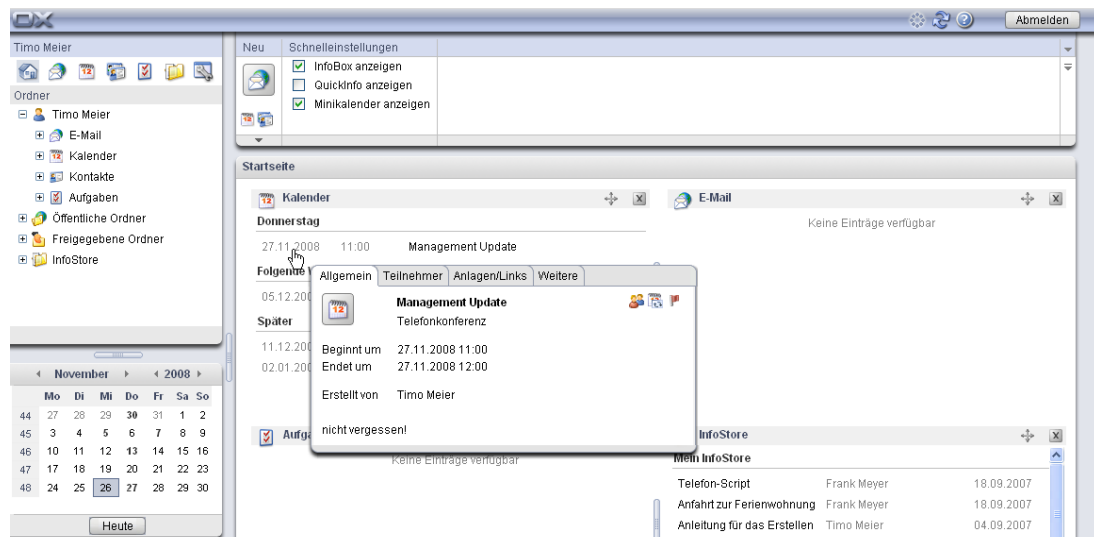 OX
Abmelden
Timo Meier
Ordner
Timo Meier
E-Mail
Kalender
Kontakte
Aufgaben
Öffentliche Ordner
Freigegebene Ordner
InfoStore
November 2008
Mo Di Mi Do Fr Sa So
44 27 28 29 30 31 1 2
45 3 4 5 6 7 8 9
46 10 11 12 13 14 15 16
47 17 18 19 20 21 22 23
48 24 25 26 27 28 29 30
Heute
Neu Schnelleinstellungen
InfoBox anzeigen
QuickInfo anzeigen
Minikalender anzeigen
Startseite
Kalender
Donnerstag
27.11.2008 11:00 Management Update
Folgende
05.12.200
Später
11.12.200
02.01.200
Allgemein Teilnehmer Anlagen/Links Weitere
Management Update
Telefonkonferenz
Beginnt um 27.11.2008 11:00
Endet um 27.11.2008 12:00
Erstellt von Timo Meier
nicht vergessen!
E-Mail
Keine Einträge verfügbar
Aufga
Keine Einträge verfügbar
InfoStore
Mein InfoStore
Telefon-Script Frank Meyer 18.09.2007
Anfahrt zur Ferienwohnung Frank Meyer 18.09.2007
Anleitung für das Erstellen Timo Meier 04.09.2007